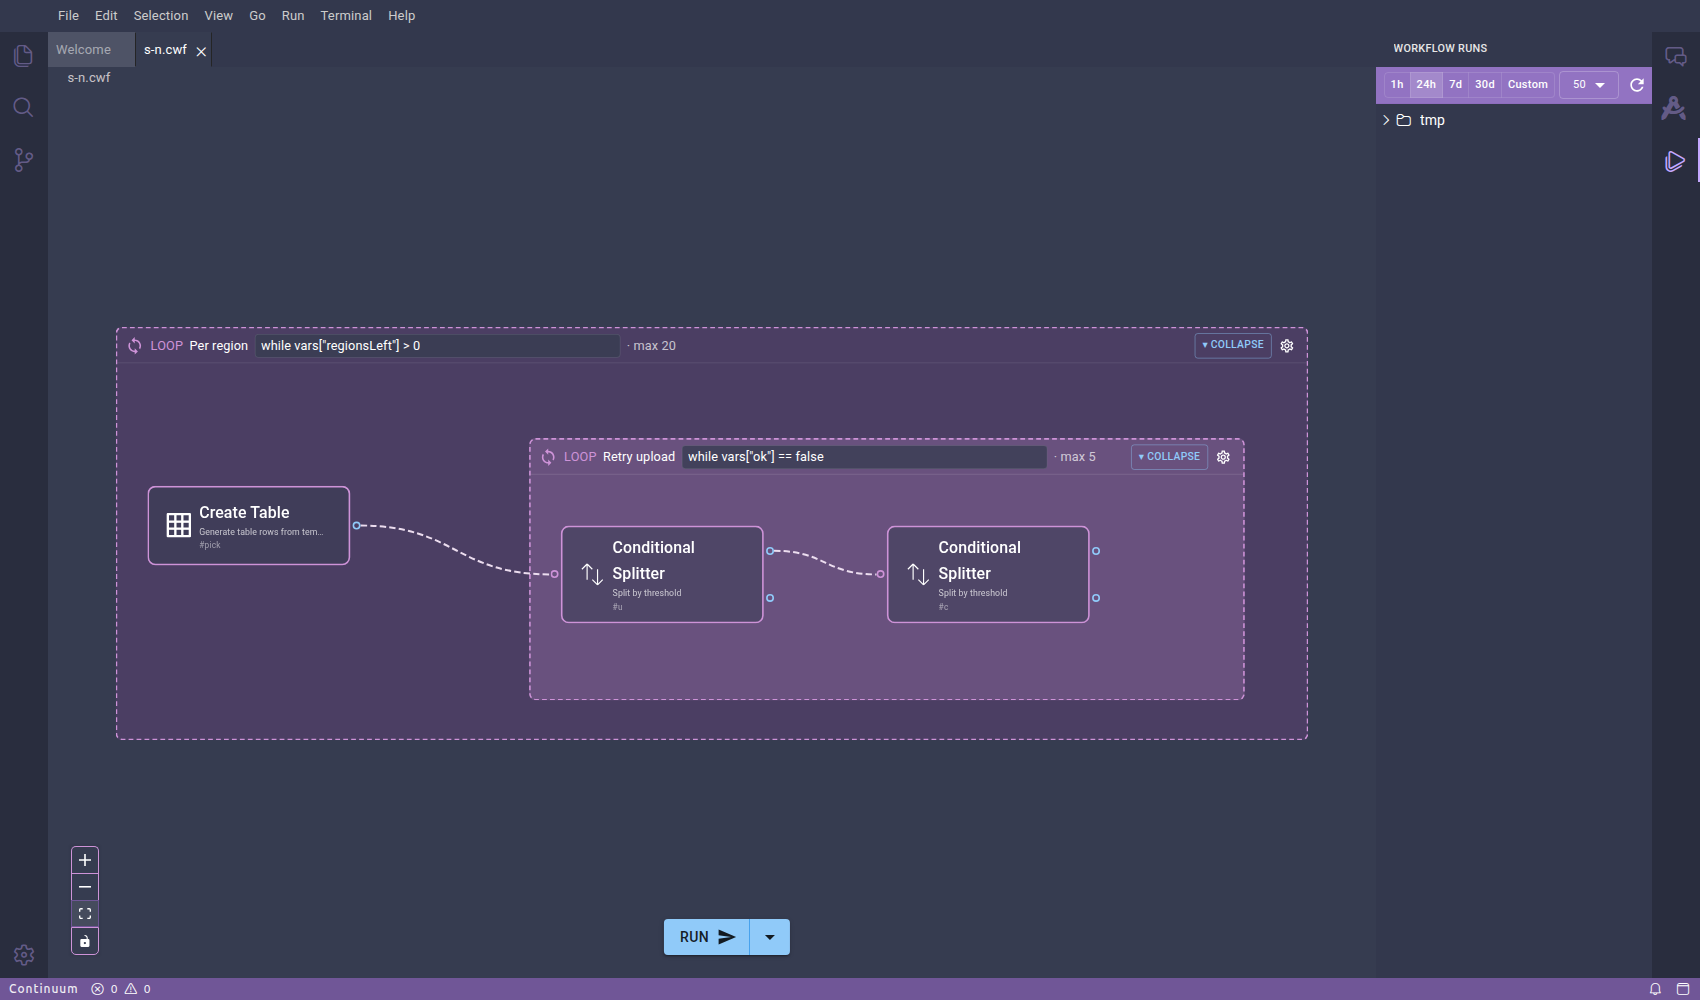 File Edit Selection View Go Run Terminal Help
Welcome s-n.cwf
s-n.cwf
WORKFLOW RUNS
1h 24h 7d 30d Custom 50
tmp
LOOP Per region while vars["regionsLeft"] > 0 · max 20 ▾ COLLAPSE
LOOP Retry upload while vars["ok"] == false · max 5 ▾ COLLAPSE
Create Table
Generate table rows from tem...
#pick
Conditional
Splitter
Split by threshold
#u
Conditional
Splitter
Split by threshold
#c
RUN
Continuum 0 0